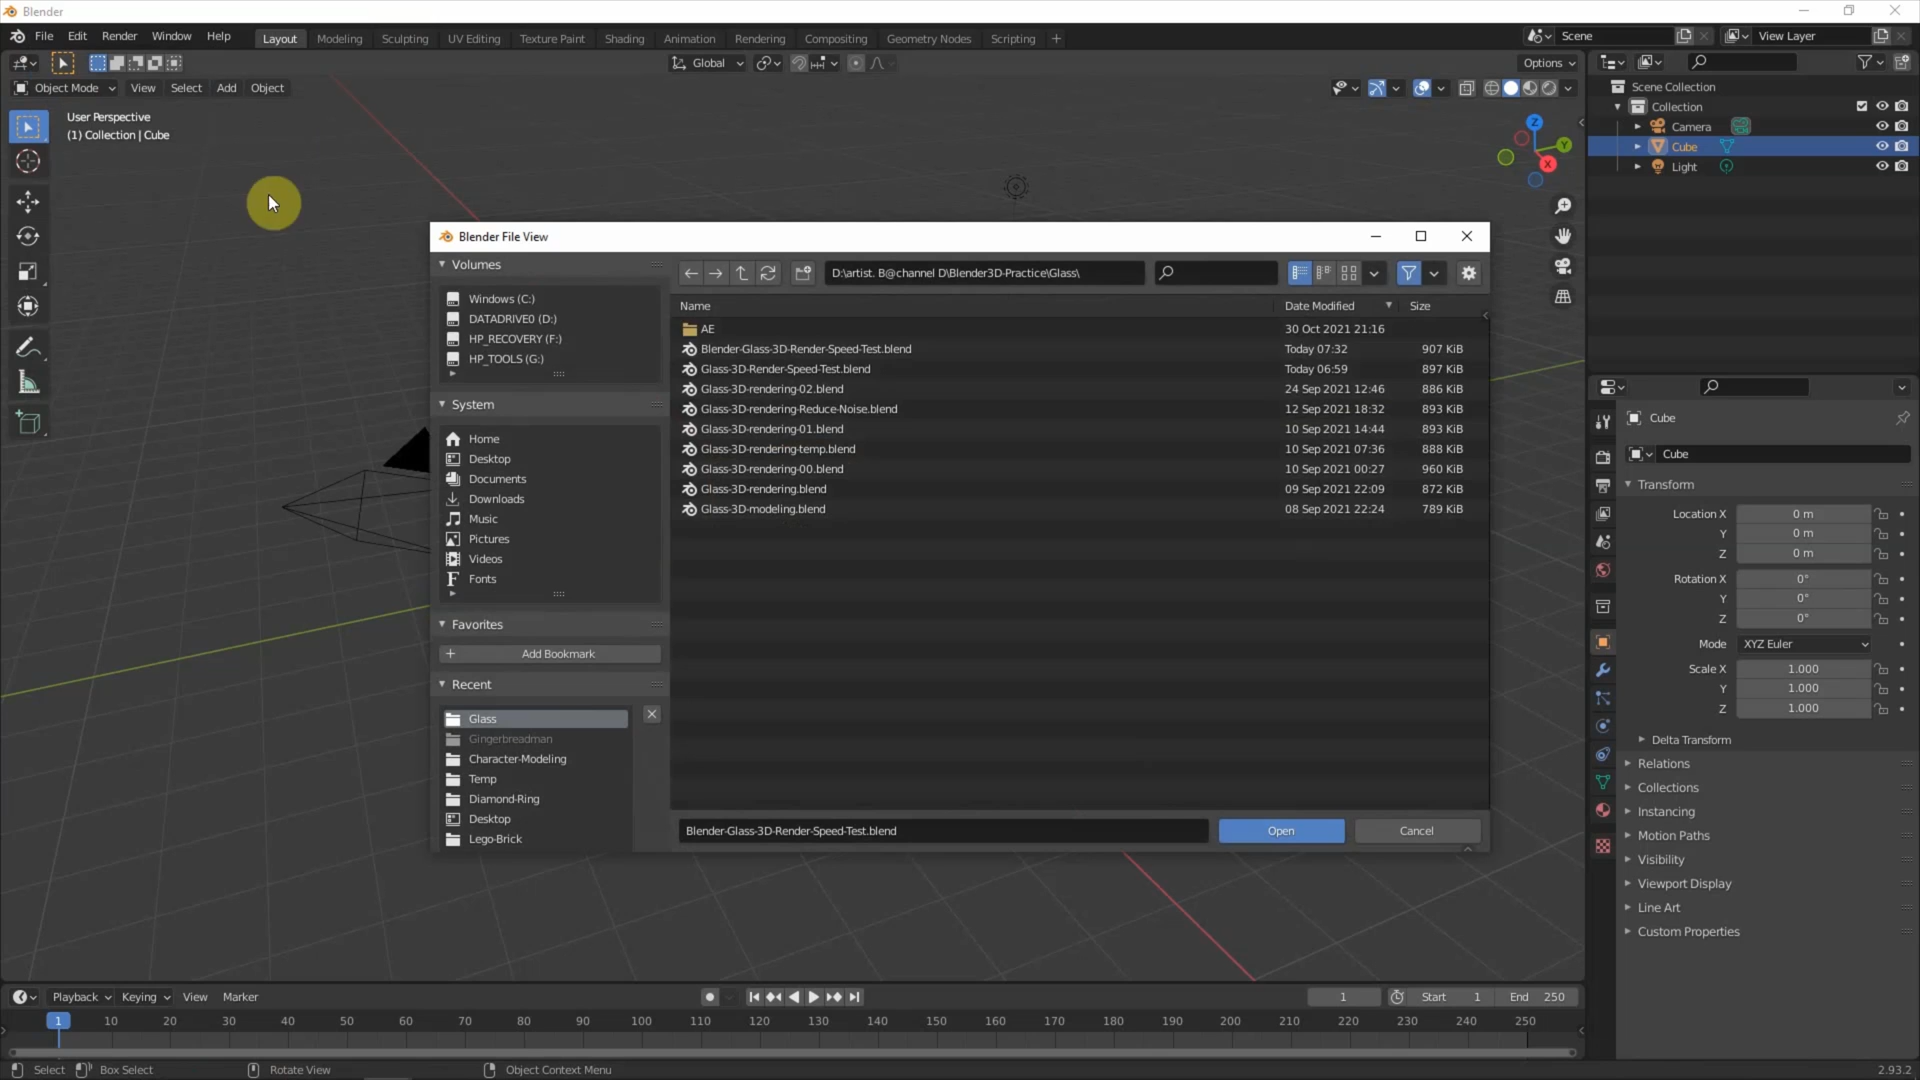 Blender
File Edit Render Window Help Layout Modeling Sculpting UV Editing Texture Paint Shading Animation Rendering Compositing Geometry Nodes Scripting + Scene View Layer
Global Options
Object Mode View Select Add Object
User Perspective
(1) Collection | Cube
Z
Y
X
Scene Collection
Collection
Camera
Cube
Light
Blender File View
Volumes
Windows (C:)
DATADRIVE0 (D:)
HP_RECOVERY (F:)
HP_TOOLS (G:)
System
Home
Desktop
Documents
Downloads
Music
Pictures
Videos
Fonts
Favorites
+ Add Bookmark
Recent
Glass
Gingerbreadman
Character-Modeling
Temp
Diamond-Ring
Desktop
Lego-Brick
D:\artist. B@channel D\Blender3D-Practice\Glass\
Name Date Modified Size
AE 30 Oct 2021 21:16
Blender-Glass-3D-Render-Speed-Test.blend Today 07:32 907 KiB
Glass-3D-Render-Speed-Test.blend Today 06:59 897 KiB
Glass-3D-rendering-02.blend 24 Sep 2021 12:46 886 KiB
Glass-3D-rendering-Reduce-Noise.blend 12 Sep 2021 18:32 893 KiB
Glass-3D-rendering-01.blend 10 Sep 2021 14:44 893 KiB
Glass-3D-rendering-temp.blend 10 Sep 2021 07:36 888 KiB
Glass-3D-rendering-00.blend 10 Sep 2021 00:27 960 KiB
Glass-3D-rendering.blend 09 Sep 2021 22:09 872 KiB
Glass-3D-modeling.blend 08 Sep 2021 22:24 789 KiB
Blender-Glass-3D-Render-Speed-Test.blend Open Cancel
Cube
Cube
Transform
Location X 0 m
Y 0 m
Z 0 m
Rotation X 0°
Y 0°
Z 0°
Mode XYZ Euler
Scale X 1.000
Y 1.000
Z 1.000
Delta Transform
Relations
Collections
Instancing
Motion Paths
Visibility
Viewport Display
Line Art
Custom Properties
Playback Keying View Marker 1 Start 1 End 250
1 10 20 30 40 50 60 70 80 90 100 110 120 130 140 150 160 170 180 190 200 210 220 230 240 250
Select Box Select Rotate View Object Context Menu 2.93.2